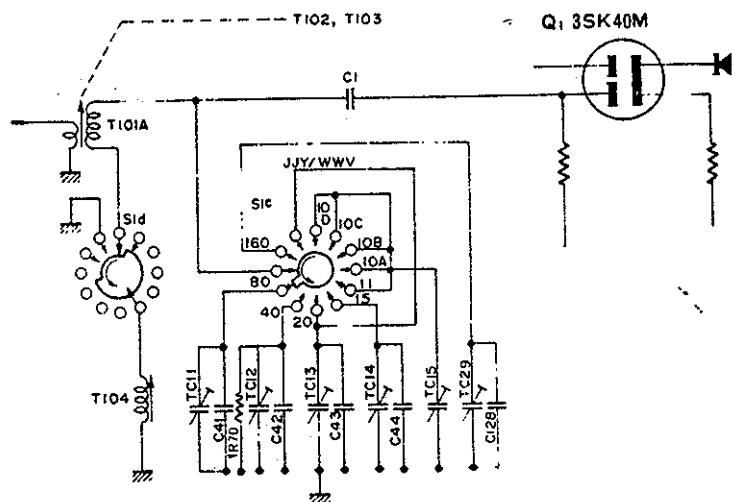 T102, T103
Q1 3SK40M
C1
T101A
JJY/WWV
S1d
S1c
10D
10C
160
10B
10A
80
11
15
40
20
T104
TC11
C41
1R70
TC12
C42
TC13
C43
TC14
C44
TC15
TC29
C128